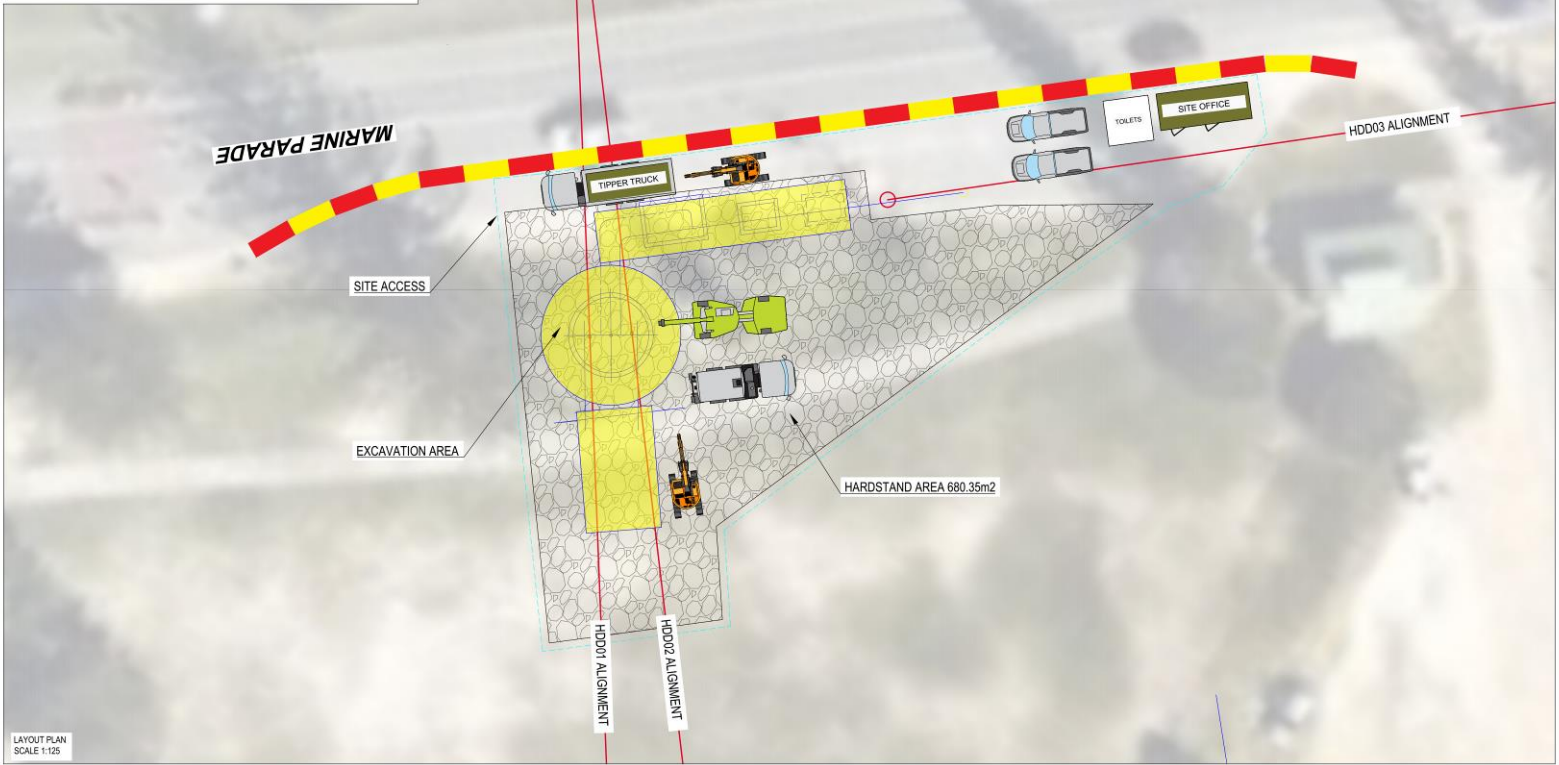 MARINE PARADE
TIPPER TRUCK
TOILETS
SITE OFFICE
HDD03 ALIGNMENT
SITE ACCESS
EXCAVATION AREA
HARDSTAND AREA 680.35m2
HDD01 ALIGNMENT
HDD02 ALIGNMENT
LAYOUT PLAN
SCALE 1:125